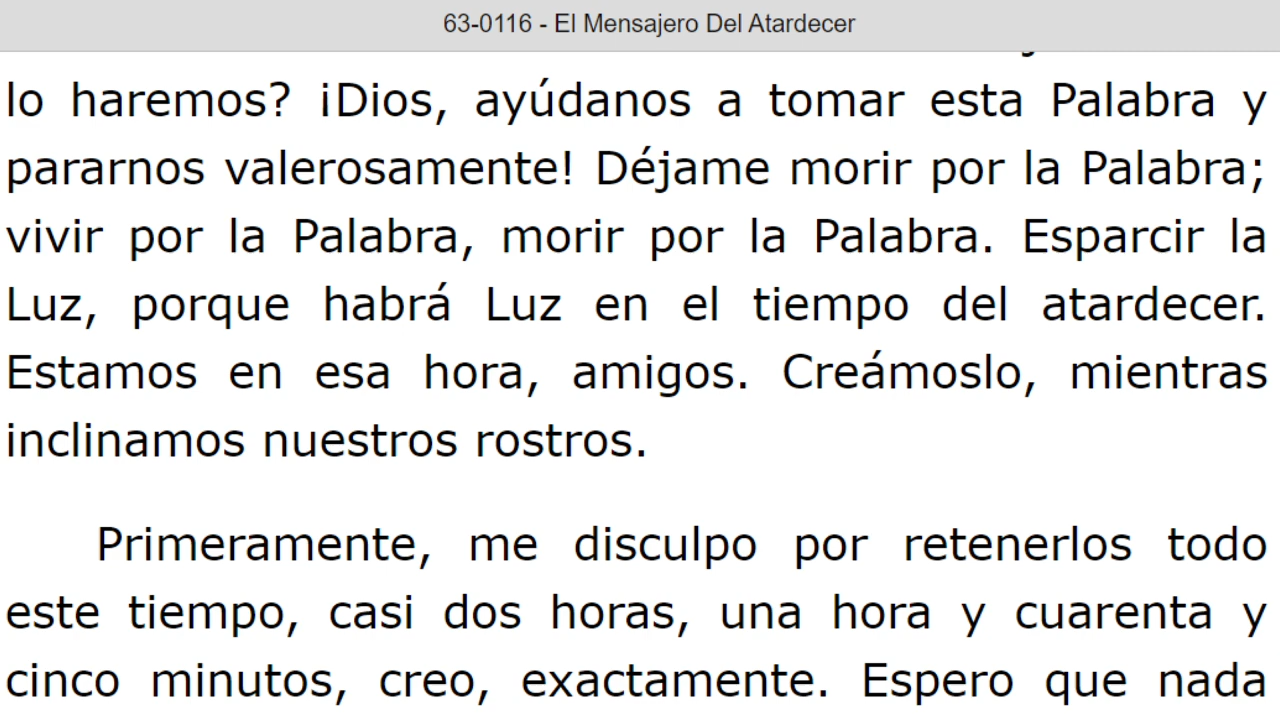 63-0116 - El Mensajero Del Atardecer
lo haremos? ¡Dios, ayúdanos a tomar esta Palabra y
pararnos valerosamente! Déjame morir por la Palabra;
vivir por la Palabra, morir por la Palabra. Esparcir la
Luz, porque habrá Luz en el tiempo del atardecer.
Estamos en esa hora, amigos. Creámoslo, mientras
inclinamos nuestros rostros.
Primeramente, me disculpo por retenerlos todo
este tiempo, casi dos horas, una hora y cuarenta y
cinco minutos, creo, exactamente. Espero que nada